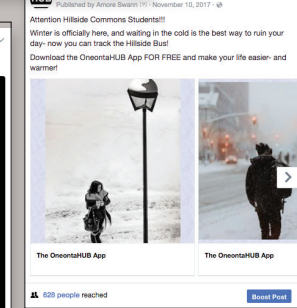 HUB
Published by Amore Swann [?] · November 10, 2017 ·
Attention Hillside Commons Students!!!
Winter is officially here, and waiting in the cold is the best way to ruin your
day- now you can track the Hillside Bus!
Download the OneontaHUB App FOR FREE and make your life easier- and
warmer!
The OneontaHUB App
The OneontaHUB App
628 people reached
Boost Post